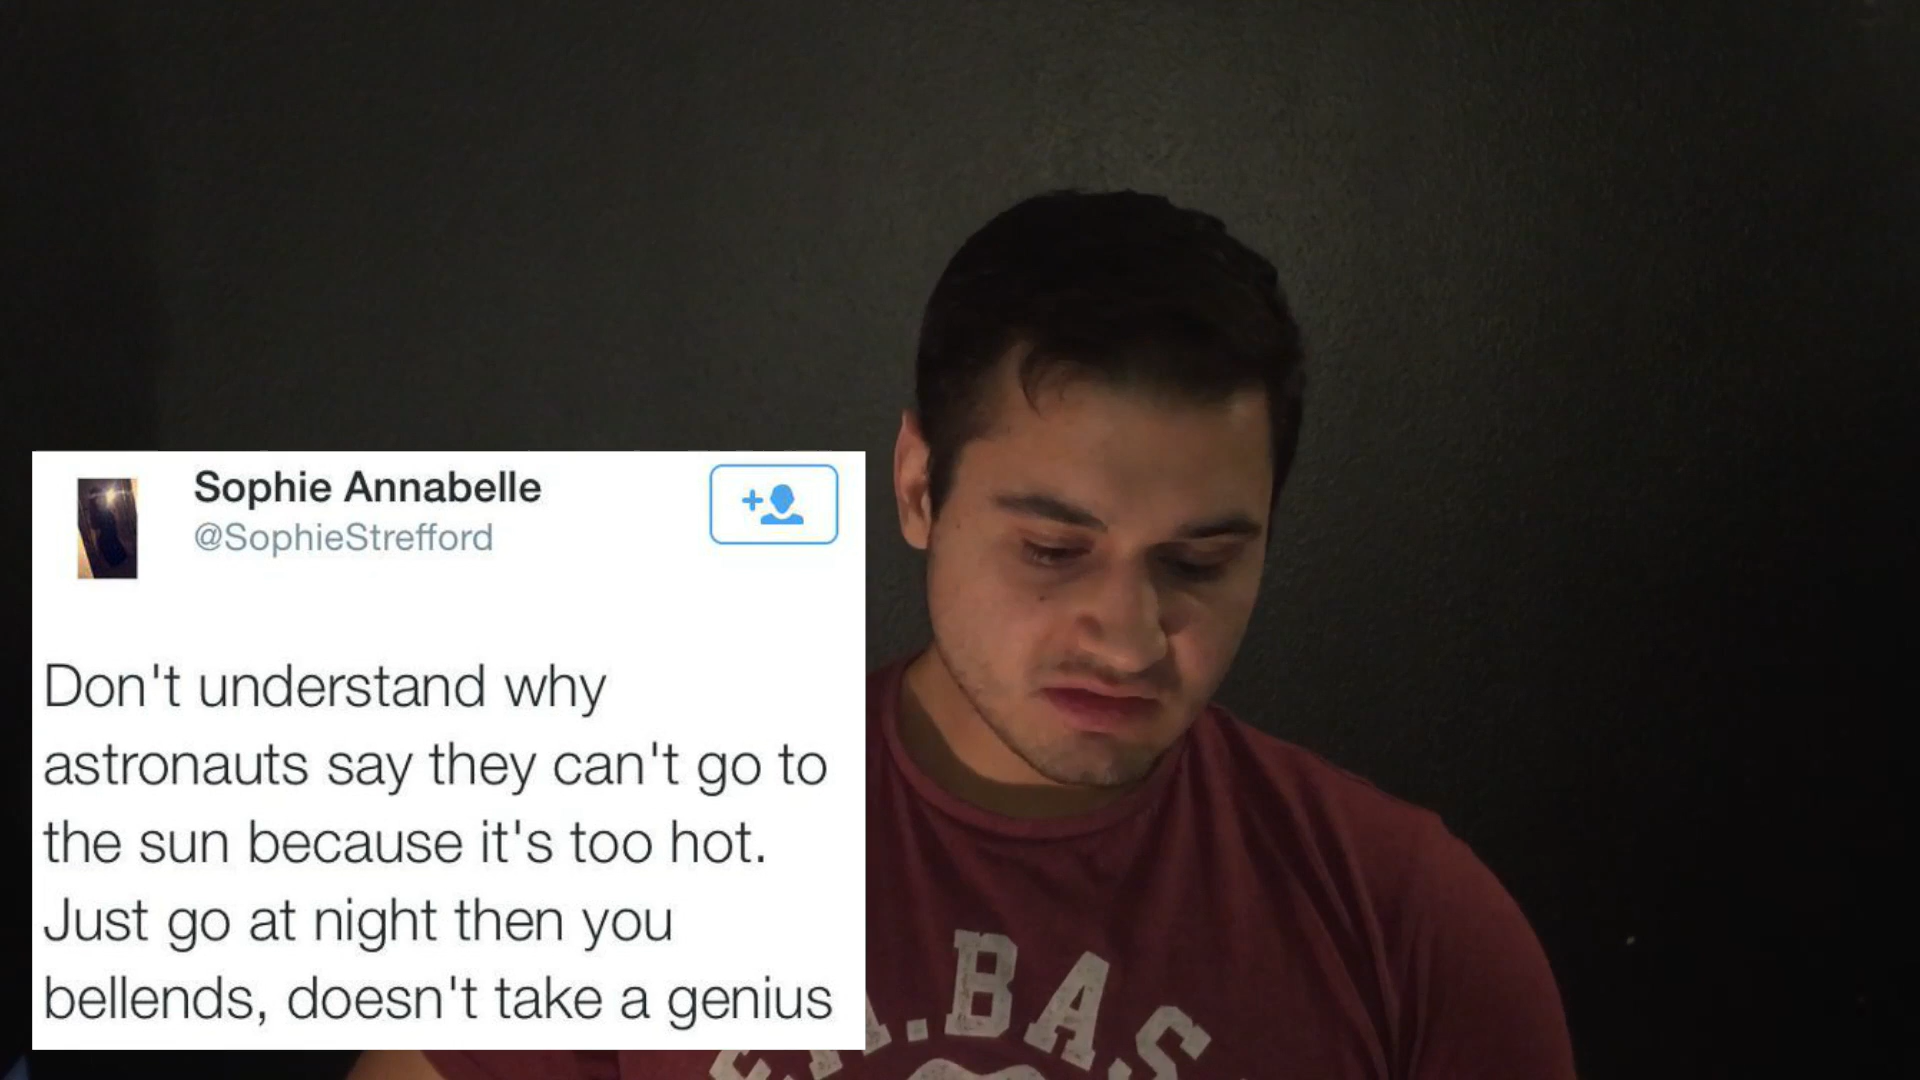 Sophie Annabelle
@SophieStrefford
Don't understand why
astronauts say they can't go to
the sun because it's too hot.
Just go at night then you
bellends, doesn't take a genius
.BAS